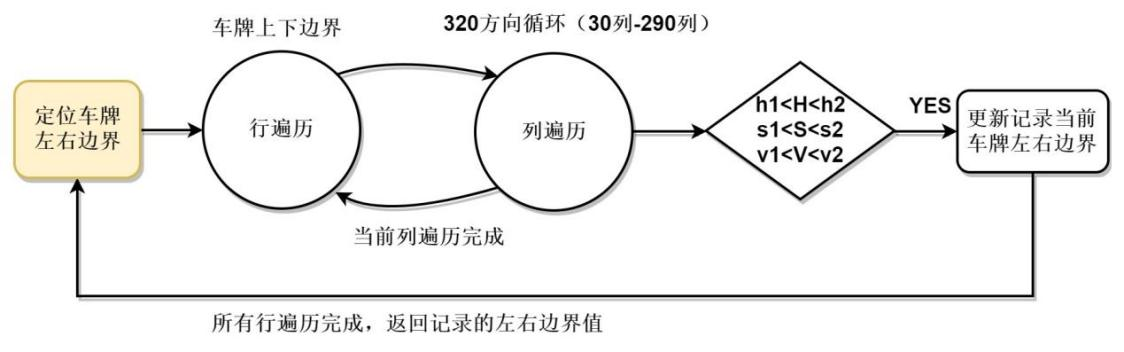 车牌上下边界
320方向循环（30列-290列）
定位车牌
左右边界
行遍历
列遍历
h1<H<h2
s1<S<s2
v1<V<v2
YES
更新记录当前
车牌左右边界
当前列遍历完成
所有行遍历完成，返回记录的左右边界值